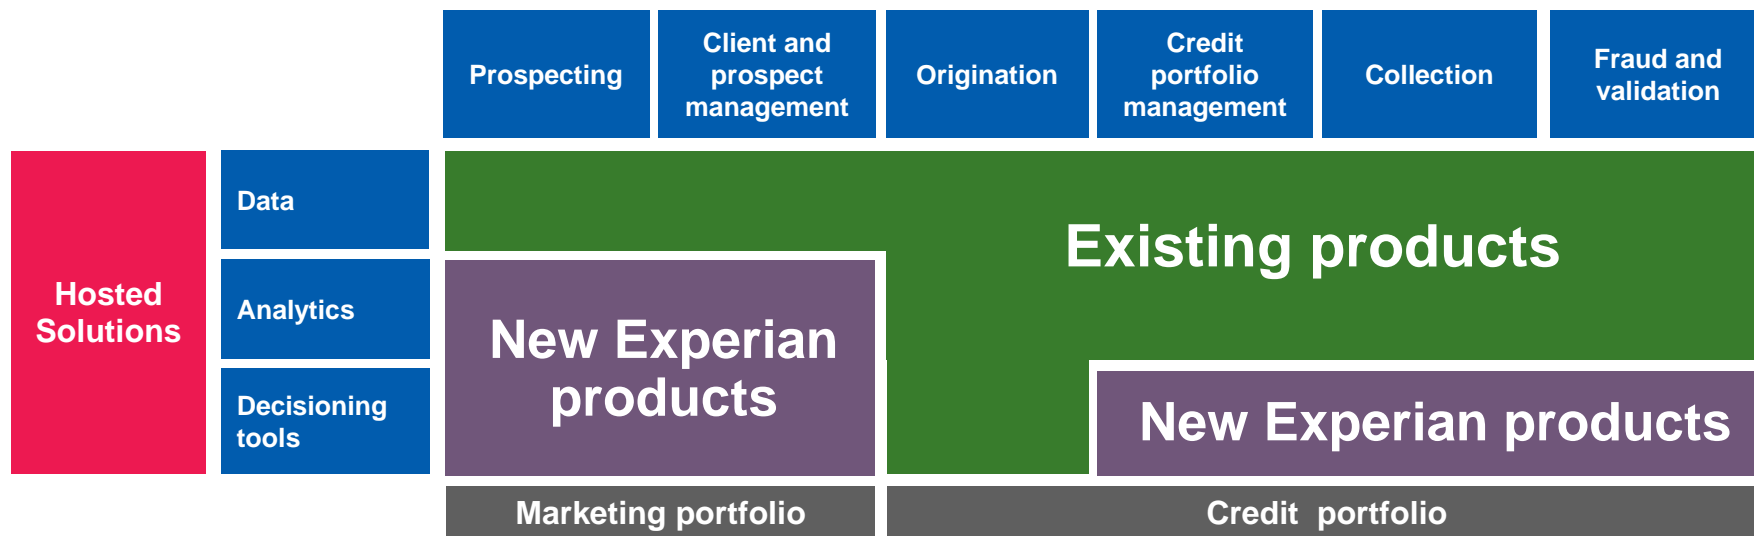 Prospecting
Client and
prospect
management
Origination
Credit
portfolio
management
Collection
Fraud and
validation
Hosted
Solutions
Data
Analytics
Decisioning
tools
Existing products
New Experian
products
New Experian products
Marketing portfolio
Credit portfolio